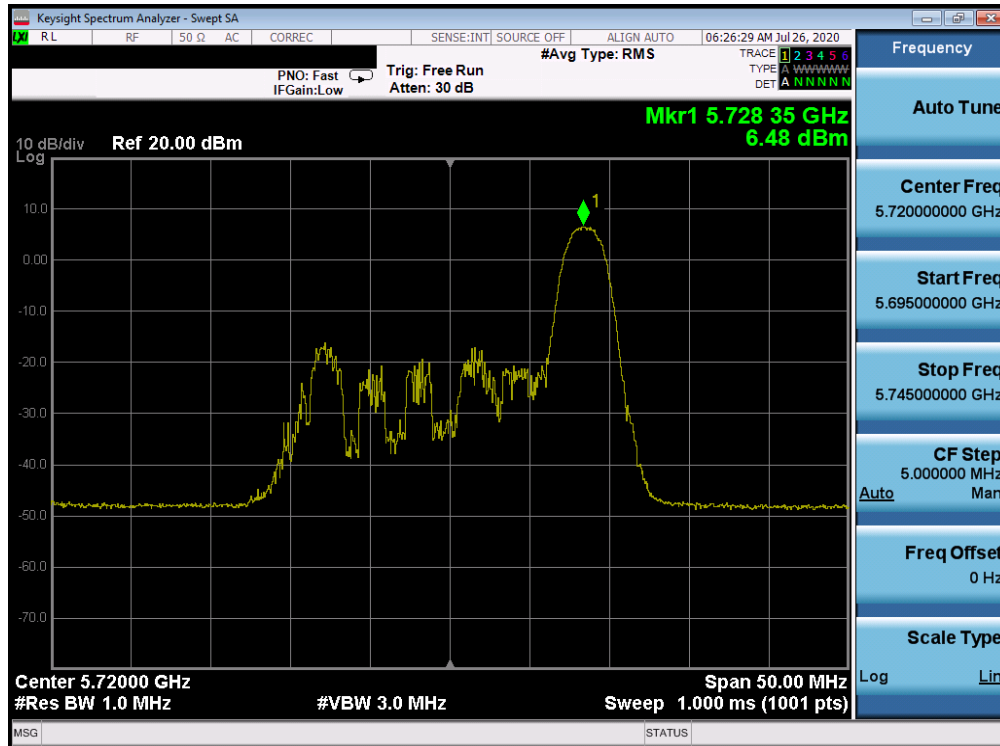 Keysight Spectrum Analyzer - Swept SA
LXI RL RF 50 Ω AC CORREC SENSE:INT SOURCE OFF ALIGN AUTO 06:26:29 AM Jul 26, 2020
#Avg Type: RMS
TRACE 1 2 3 4 5 6
TYPE A WWWWW
DET A N N N N N
PNO: Fast
IFGain:Low
Trig: Free Run
Atten: 30 dB
Mkr1 5.728 35 GHz
6.48 dBm
10 dB/div
Log
Ref 20.00 dBm
1
10.0
0.00
-10.0
-20.0
-30.0
-40.0
-50.0
-60.0
-70.0
Center 5.72000 GHz
Span 50.00 MHz
#Res BW 1.0 MHz
#VBW 3.0 MHz
Sweep 1.000 ms (1001 pts)
MSG
STATUS
Frequency
Auto Tune
Center Freq
5.720000000 GHz
Start Freq
5.695000000 GHz
Stop Freq
5.745000000 GHz
CF Step
5.000000 MHz
Auto Man
Freq Offset
0 Hz
Scale Type
Log Lin